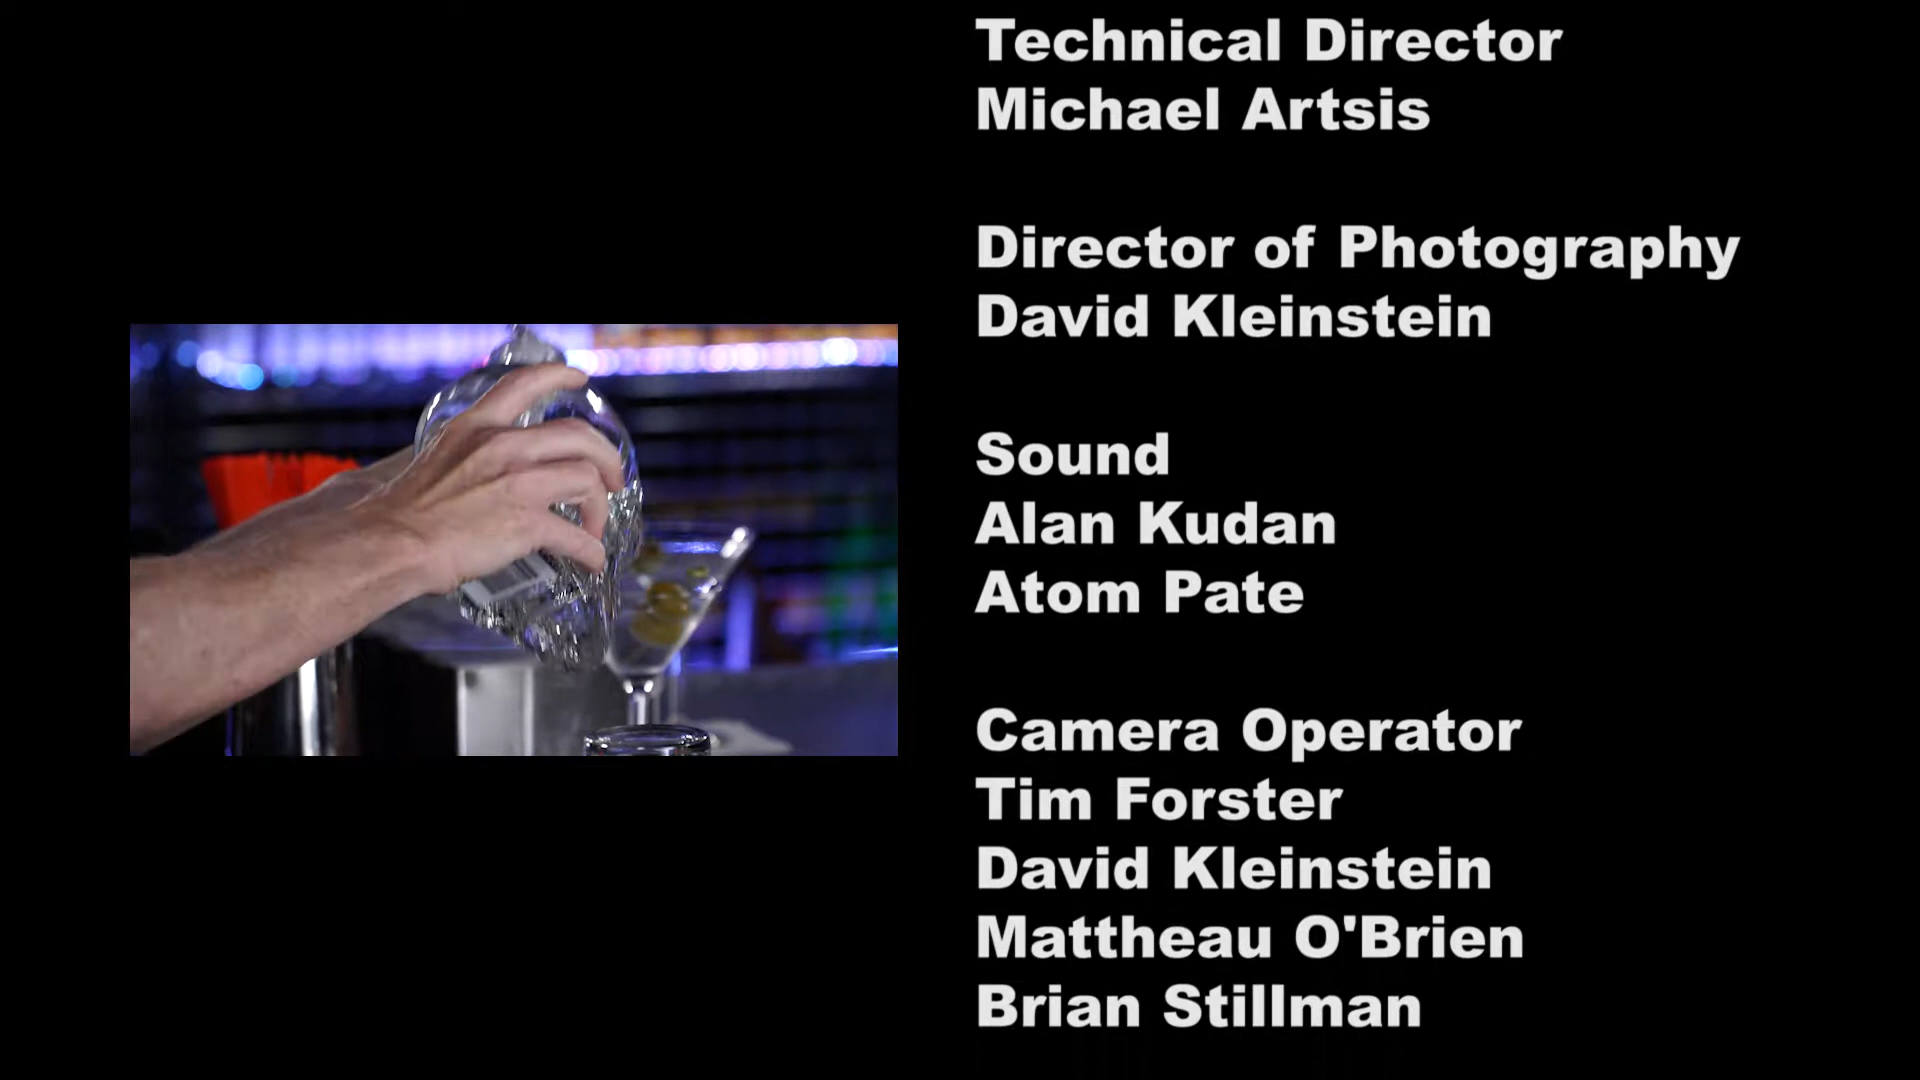 Technical Director
Michael Artsis
Director of Photography
David Kleinstein
Sound
Alan Kudan
Atom Pate
Camera Operator
Tim Forster
David Kleinstein
Mattheau O'Brien
Brian Stillman